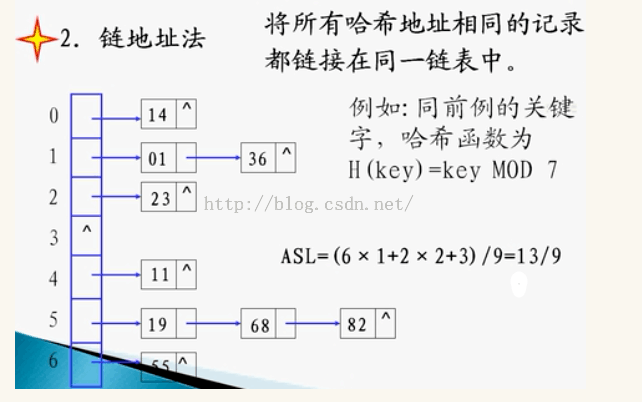 2. 链地址法
将所有哈希地址相同的记录
都链接在同一链表中。
例如: 同前例的关键
字，哈希函数为
H(key)=key MOD 7
0 14 ^
1 01 36 ^
2 23 ^
http://blog.csdn.net/
3 ^
ASL=(6×1+2×2+3)/9=13/9
4 11 ^
5 19 68 82 ^
6 55 ^